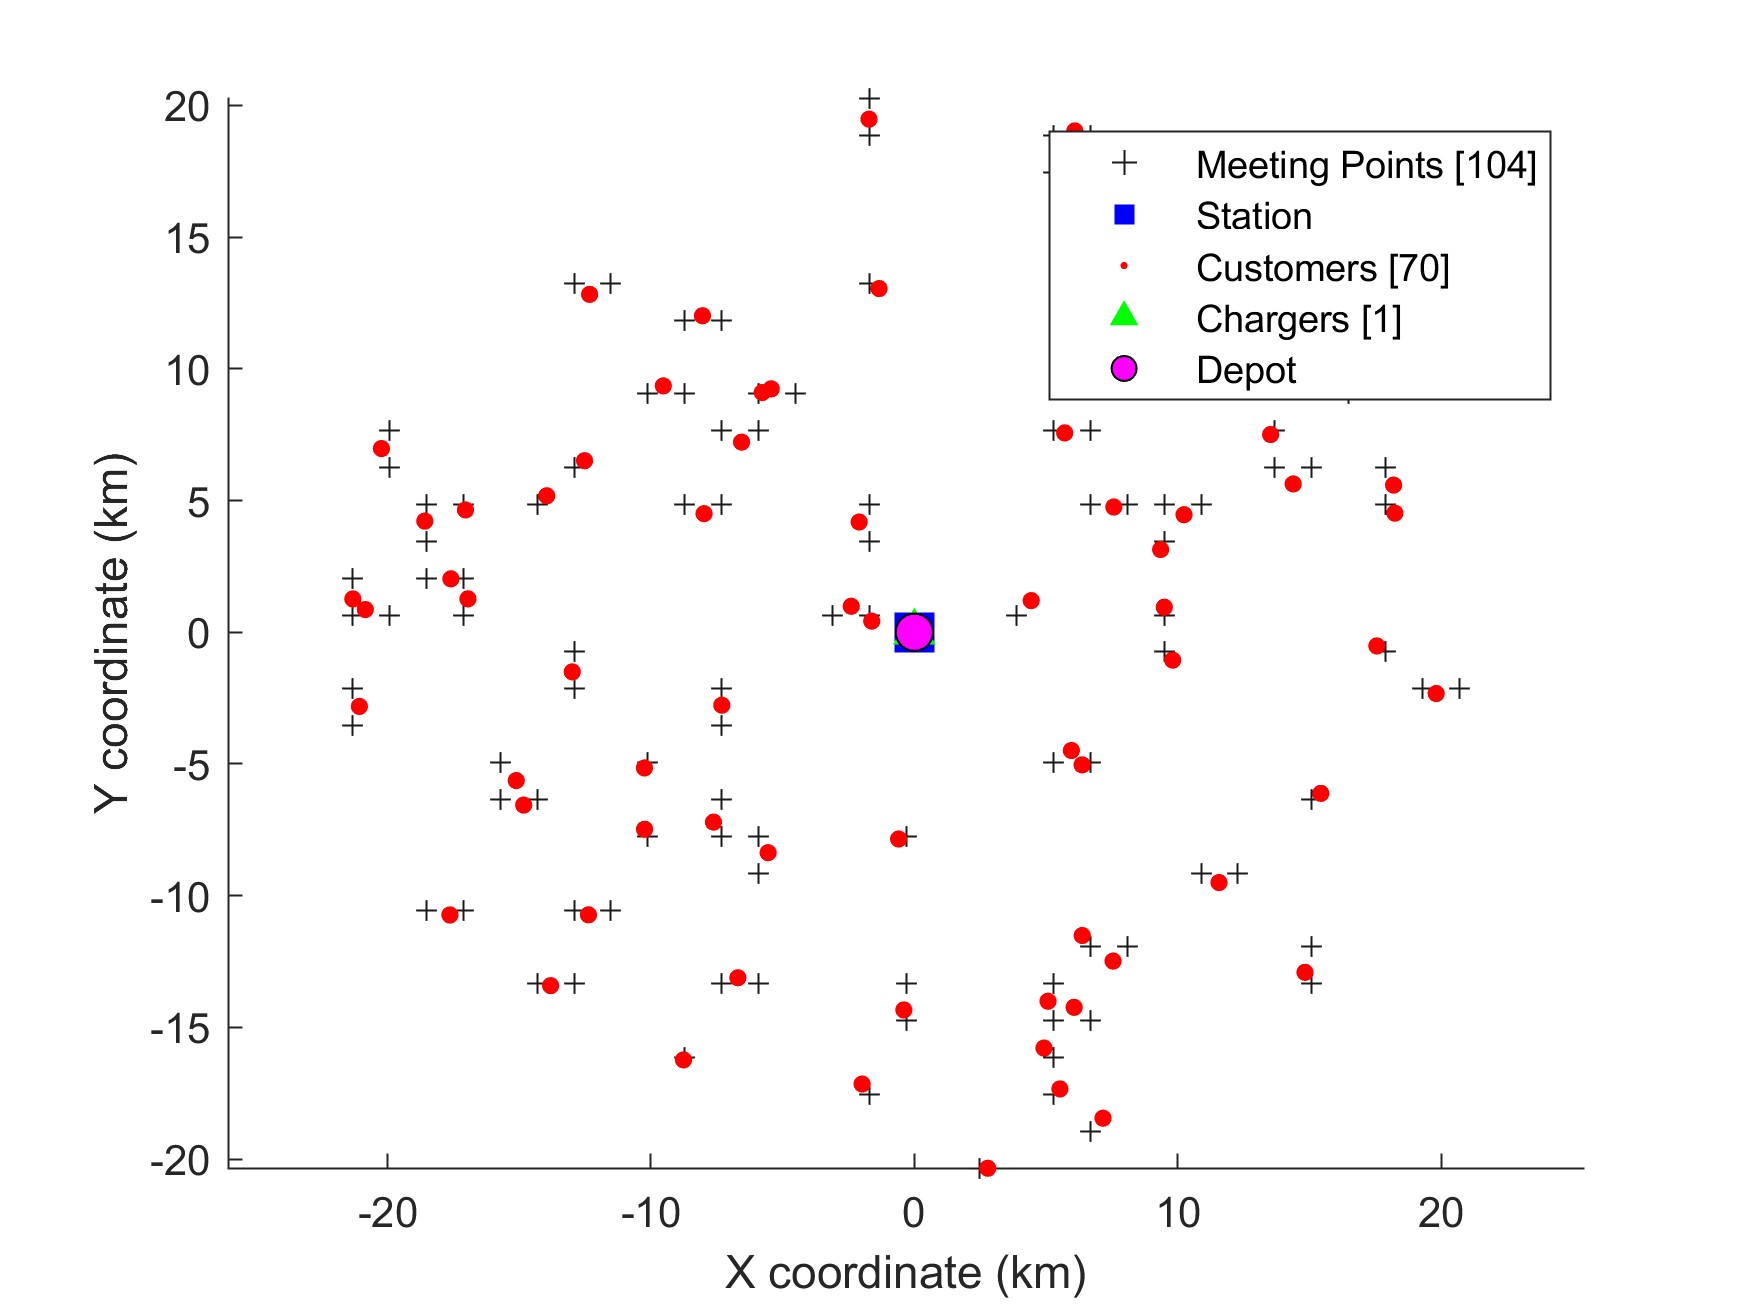 20
15
10
5
0
-5
-10
-15
-20
Y coordinate (km)
Meeting Points [104]
Station
Customers [70]
Chargers [1]
Depot
-20 -10 0 10 20
X coordinate (km)